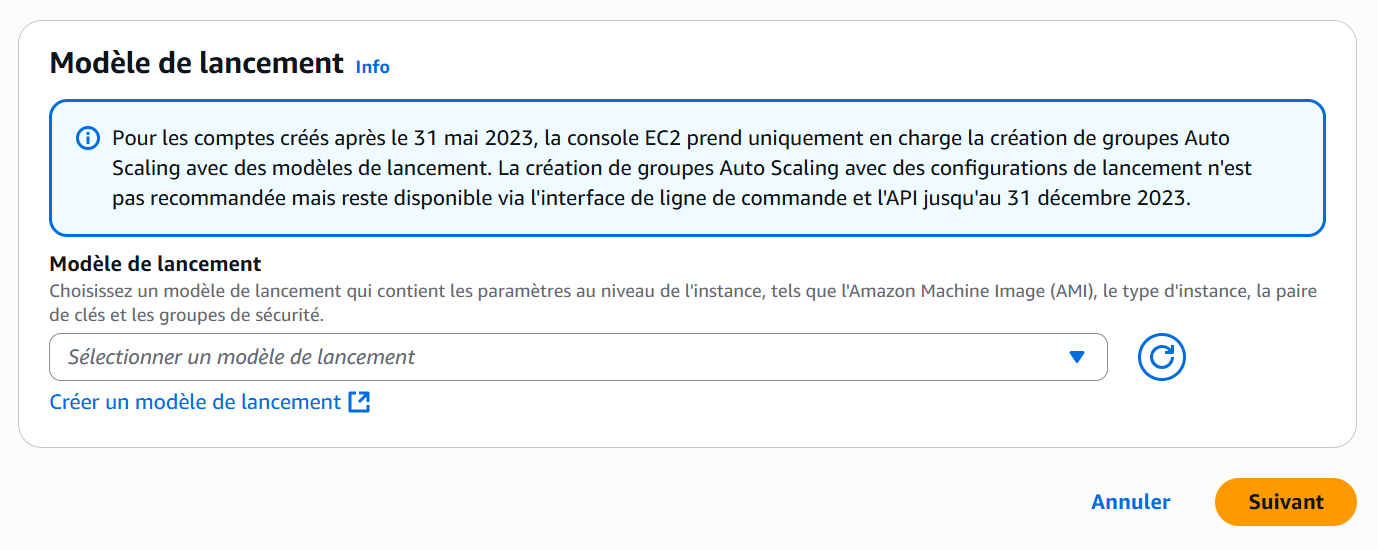 Modèle de lancement Info
Pour les comptes créés après le 31 mai 2023, la console EC2 prend uniquement en charge la création de groupes Auto
Scaling avec des modèles de lancement. La création de groupes Auto Scaling avec des configurations de lancement n'est
pas recommandée mais reste disponible via l'interface de ligne de commande et l'API jusqu'au 31 décembre 2023.
Modèle de lancement
Choisissez un modèle de lancement qui contient les paramètres au niveau de l'instance, tels que l'Amazon Machine Image (AMI), le type d'instance, la paire
de clés et les groupes de sécurité.
Sélectionner un modèle de lancement
Créer un modèle de lancement
Annuler Suivant